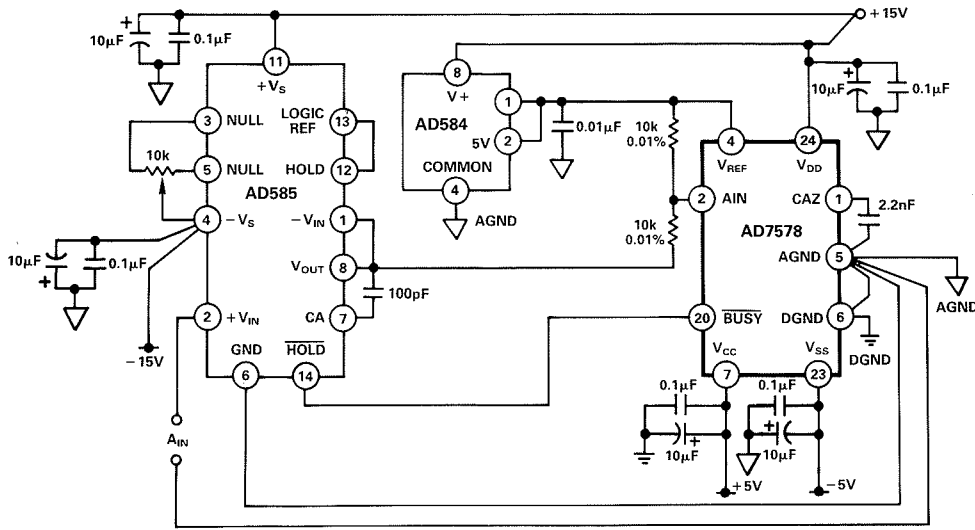 +
10µF
0.1µF
+15V
11
+VS
8
V+
1
AD584
5V
2
COMMON
4
AGND
0.01µF
10k
0.01%
+
10µF
0.1µF
3
NULL
LOGIC
REF
13
10k
5
NULL
HOLD
12
AD585
4
−VS
−VIN
1
10µF
+
0.1µF
VOUT
8
100pF
2
+VIN
CA
7
−15V
GND
6
HOLD
14
AIN
4
VREF
24
VDD
2
AIN
CAZ
1
2.2nF
10k
0.01%
AD7578
AGND
5
AGND
20
BUSY
DGND
6
DGND
VCC
7
VSS
23
0.1µF
10µF
+
+5V
0.1µF
+
10µF
−5V